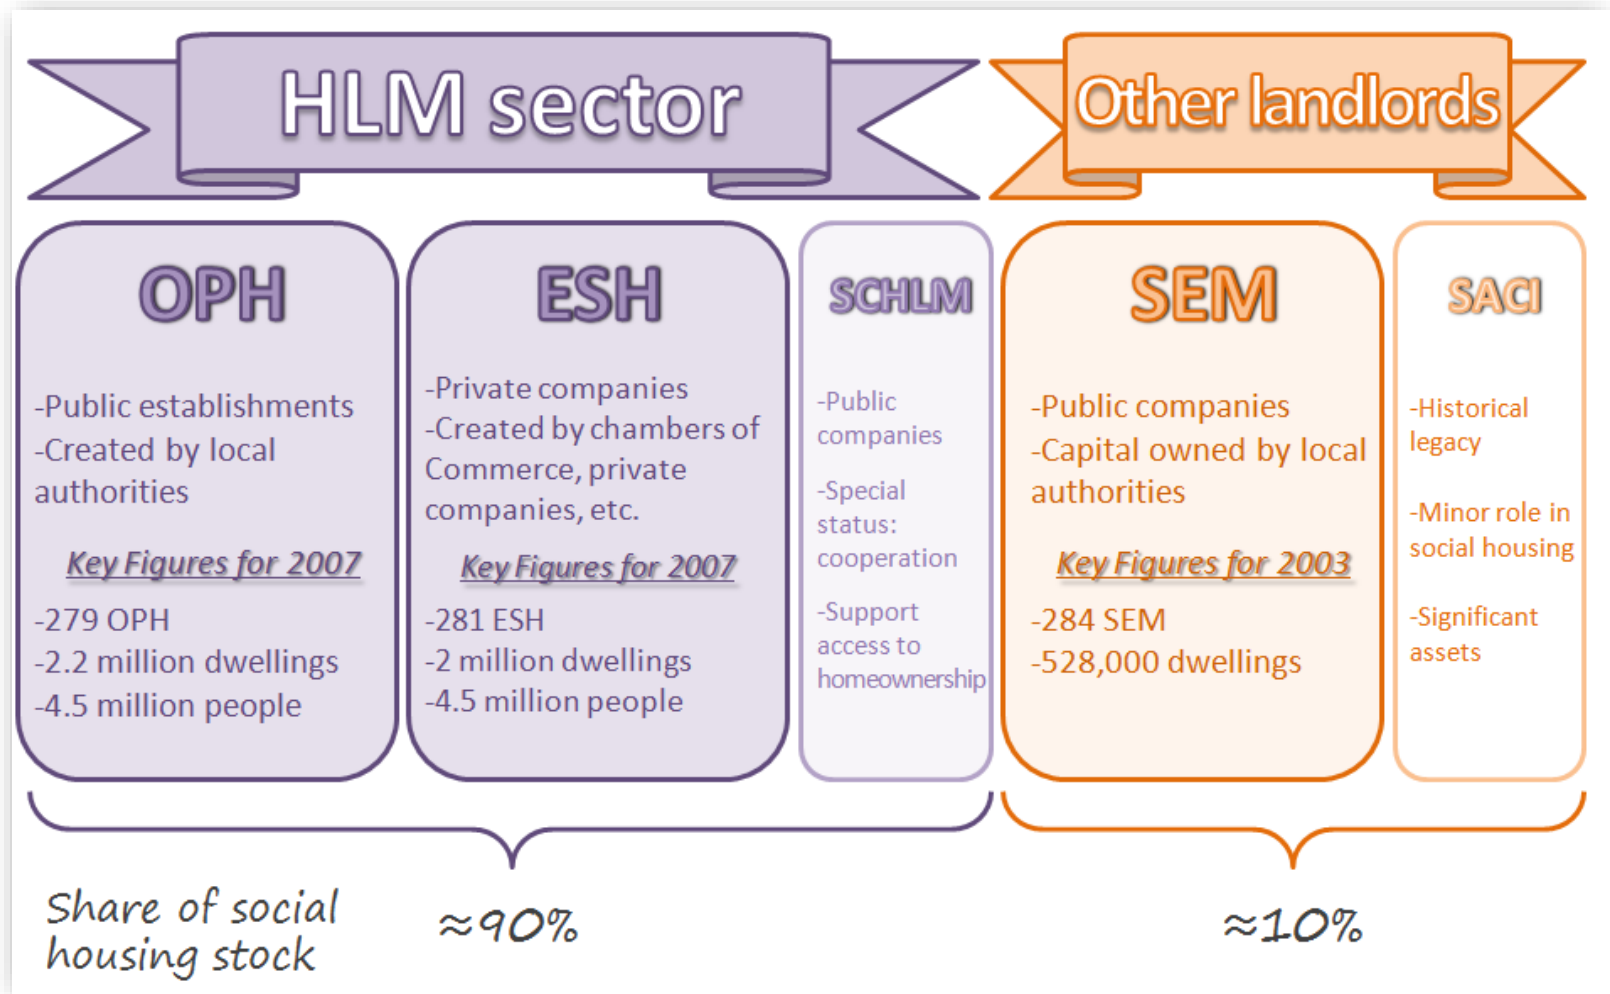 HLM sector
Other landlords
OPH
-Public establishments
-Created by local
authorities
Key Figures for 2007
-279 OPH
-2.2 million dwellings
-4.5 million people
ESH
-Private companies
-Created by chambers of
Commerce, private
companies, etc.
Key Figures for 2007
-281 ESH
-2 million dwellings
-4.5 million people
SCHLM
-Public
companies
-Special
status:
cooperation
-Support
access to
homeownership
SEM
-Public companies
-Capital owned by local
authorities
Key Figures for 2003
-284 SEM
-528,000 dwellings
SACI
-Historical
legacy
-Minor role in
social housing
-Significant
assets
Share of social
housing stock
≈90%
≈10%